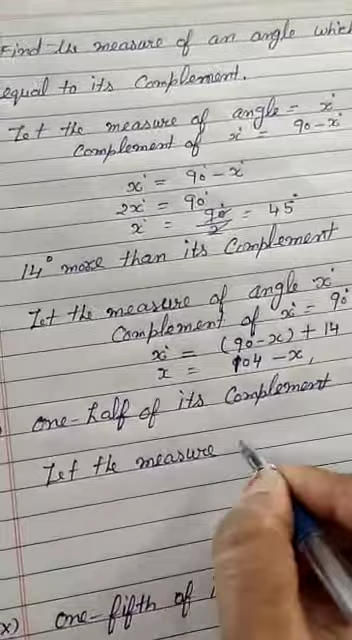 Find the measure of an angle which
equal to its Complement.
Let the measure of angle = x°
Complement of x° = 90-x°
x° = 90° - x°
2x° = 90°
x° = 90°/2 = 45°
14° more than its Complement
Let the measure of angle x°
Complement of x° = 90°
x° = (90-x) + 14
x = 104 - x,
one-half of its Complement
Let the measure
x) one-fifth of